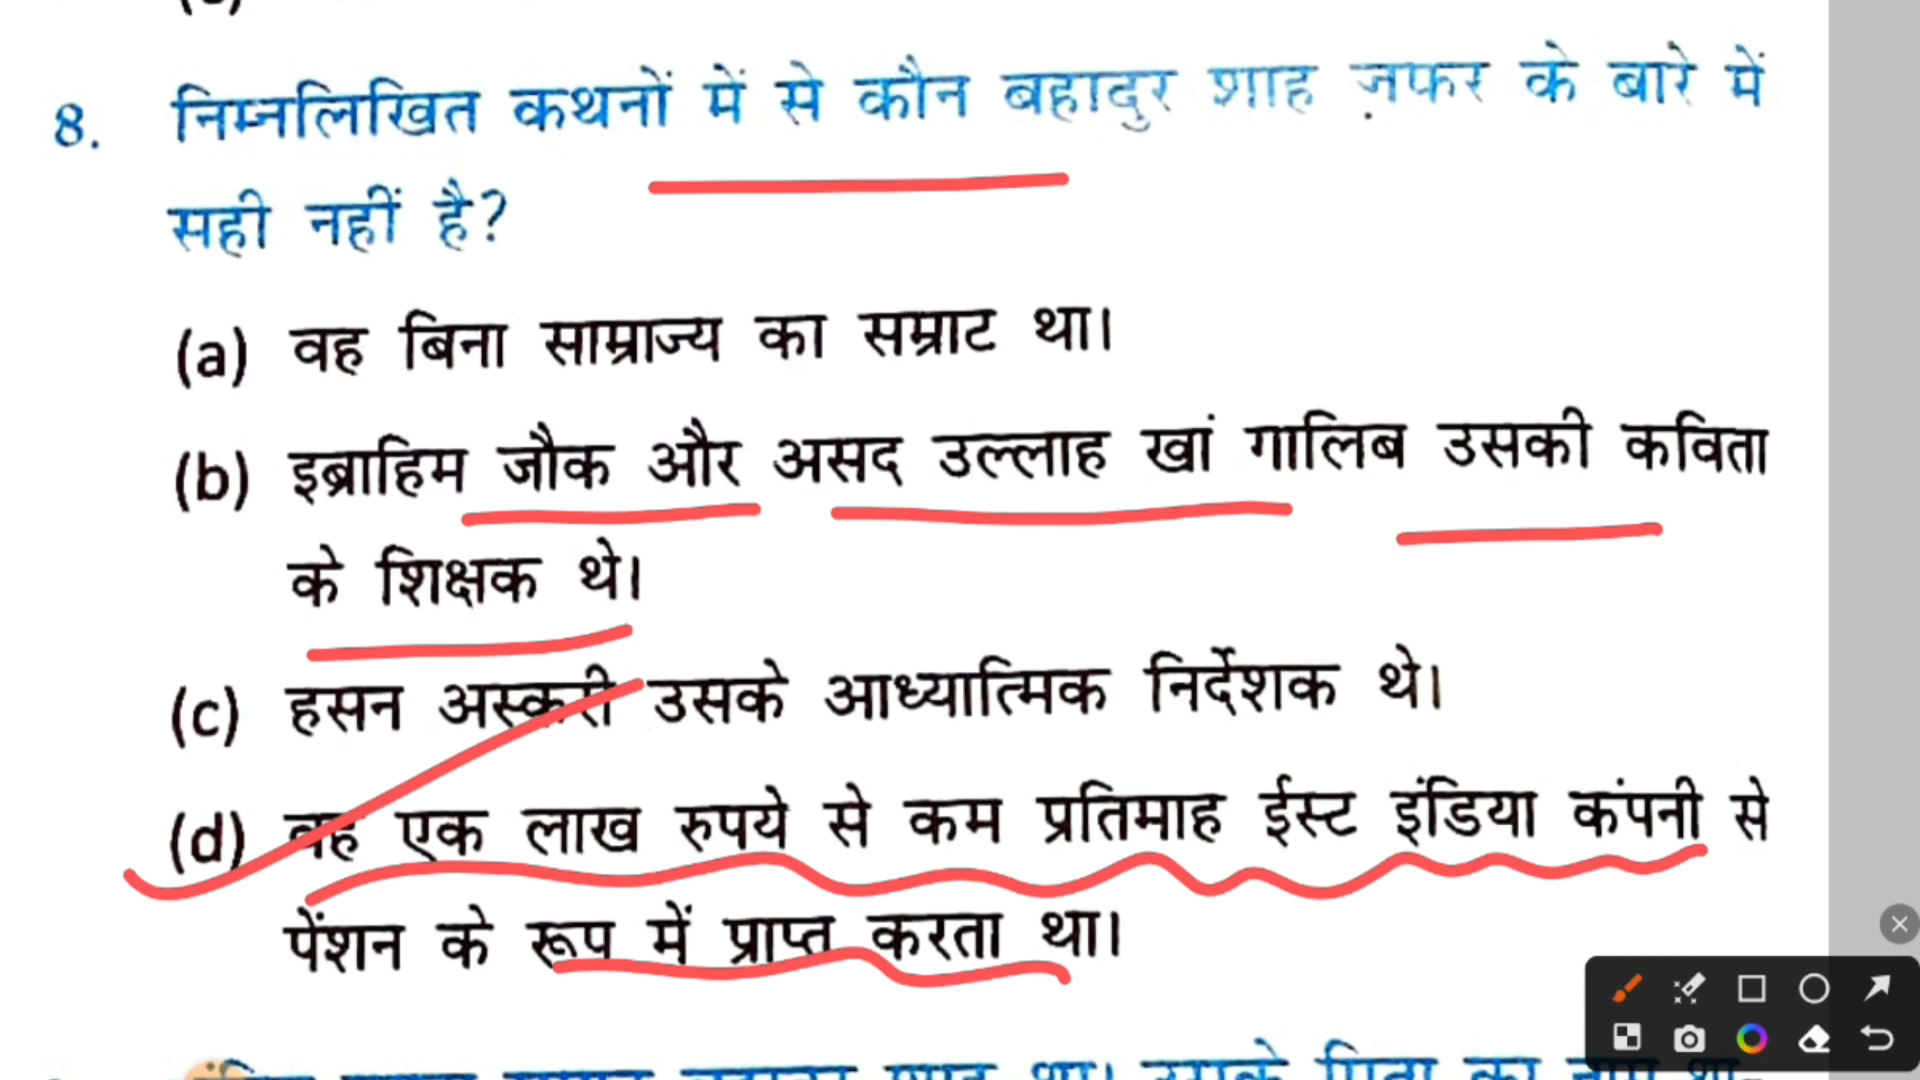 8. निम्नलिखित कथनों में से कौन बहादुर शाह ज़फर के बारे में
सही नहीं है?
(a) वह बिना साम्राज्य का सम्राट था।
(b) इब्राहिम जौक और असद उल्लाह खां गालिब उसकी कविता
के शिक्षक थे।
(c) हसन अस्करी उसके आध्यात्मिक निर्देशक थे।
(d) वह एक लाख रुपये से कम प्रतिमाह ईस्ट इंडिया कंपनी से
पेंशन के रूप में प्राप्त करता था।